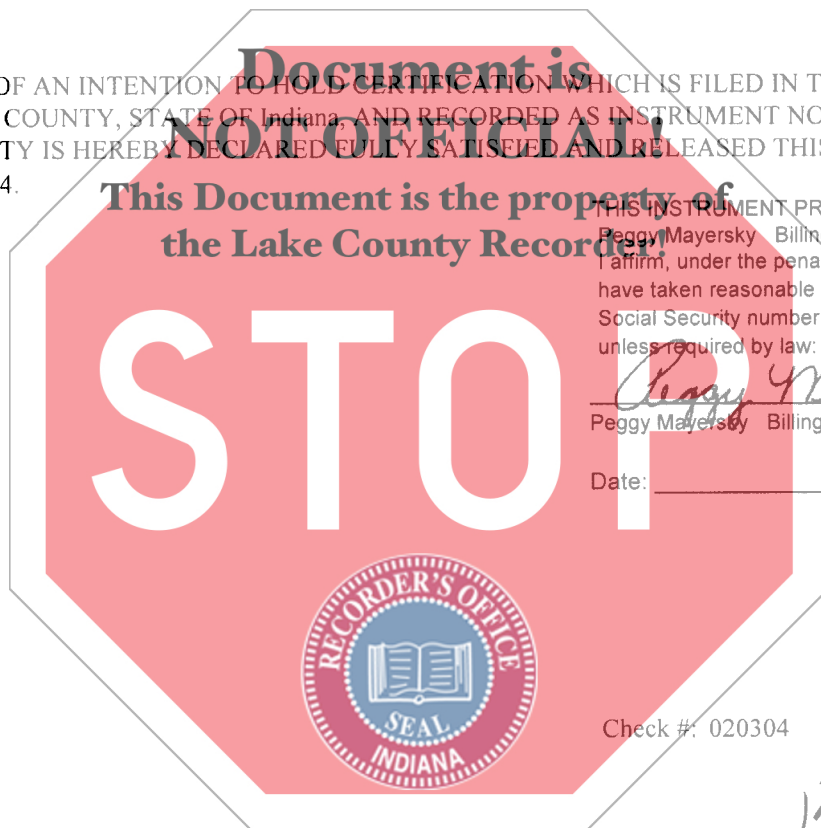 Document is
OF AN INTENTION TO HOLD CERTIFICATION WHICH IS FILED IN T
COUNTY, STATE OF Indiana, AND RECORDED AS INSTRUMENT NO
NOT OFFICIAL!
TY IS HEREBY DECLARED FULLY SATISFIED AND RELEASED THIS
4.
This Document is the property of
the Lake County Recorder!
THIS INSTRUMENT PR
Peggy Mayersky Billin
I affirm, under the pena
have taken reasonable
Social Security number
unless required by law:
Peggy M
Peggy Mayersky Billing
Date:
STOP
RECORDER'S OFFICE
SEAL
INDIANA
Check #: 020304